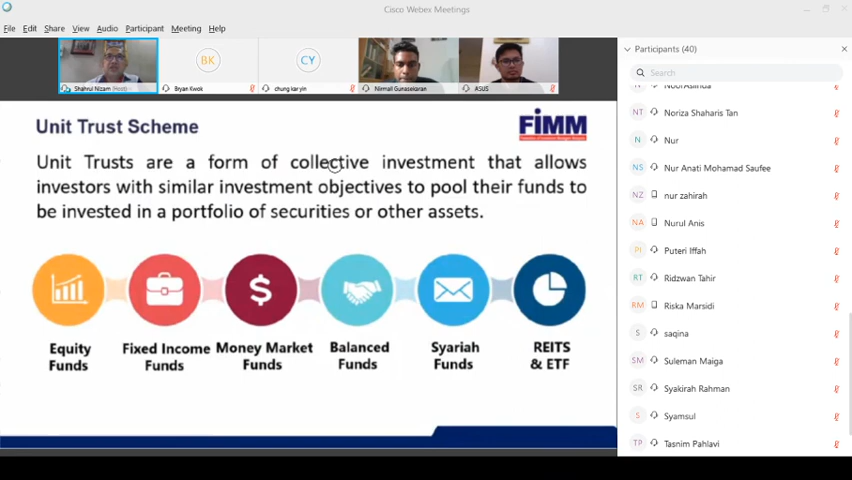 Cisco Webex Meetings
File Edit Share View Audio Participant Meeting Help
BK
CY
Shahrul Nizam (Host)
Bryan Kwok
chung kar yin
Nirmall Gunasekaran
ASUS
Unit Trust Scheme
FiMM
Unit Trusts are a form of collective investment that allows
investors with similar investment objectives to pool their funds to
be invested in a portfolio of securities or other assets.
$
Equity
Funds
Fixed Income
Funds
Money Market
Funds
Balanced
Funds
Syariah
Funds
REITS
& ETF
Participants (40)
Search
NoorAslinda
NT Noriza Shaharis Tan
N Nur
NS Nur Anati Mohamad Saufee
NZ nur zahirah
NA Nurul Anis
PI Puteri Iffah
RT Ridzwan Tahir
RM Riska Marsidi
S saqina
SM Suleman Maiga
SR Syakirah Rahman
S Syamsul
TP Tasnim Pahlavi